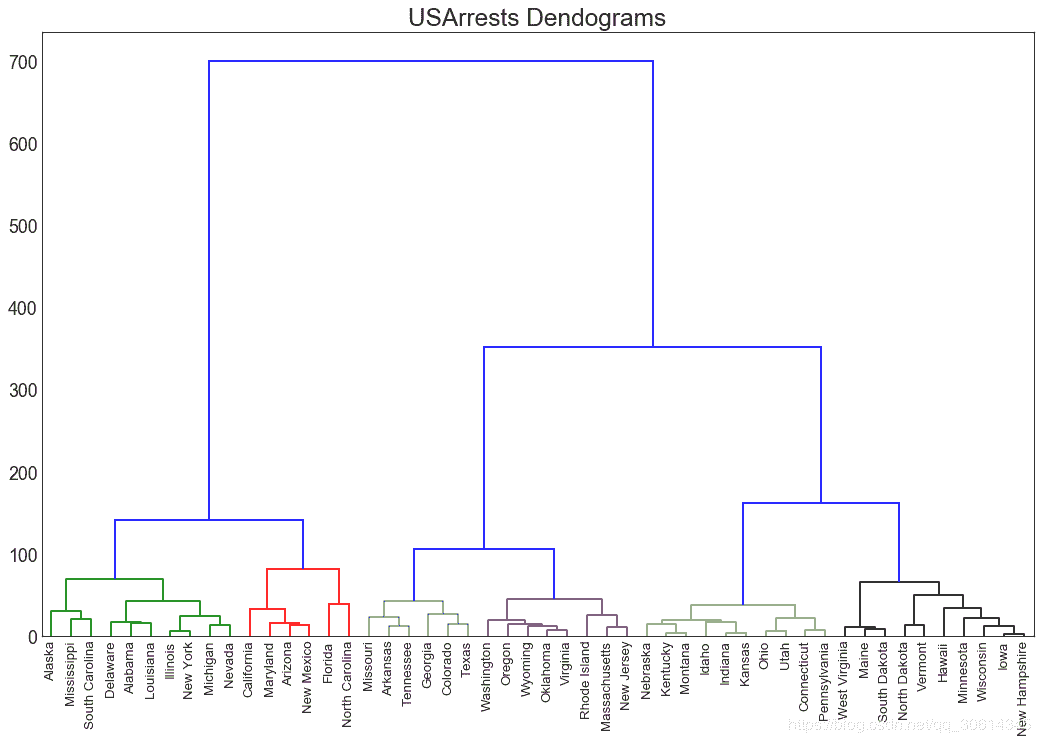 USArrests Dendograms
700
600
500
400
300
200
100
0
Alaska
Mississippi
South Carolina
Delaware
Alabama
Louisiana
Illinois
New York
Michigan
Nevada
California
Maryland
Arizona
New Mexico
Florida
North Carolina
Missouri
Arkansas
Tennessee
Georgia
Colorado
Texas
Washington
Oregon
Wyoming
Oklahoma
Virginia
Rhode Island
Massachusetts
New Jersey
Nebraska
Kentucky
Montana
Idaho
Indiana
Kansas
Ohio
Utah
Connecticut
Pennsylvania
West Virginia
Maine
South Dakota
North Dakota
Vermont
Hawaii
Minnesota
Wisconsin
Iowa
New Hampshire